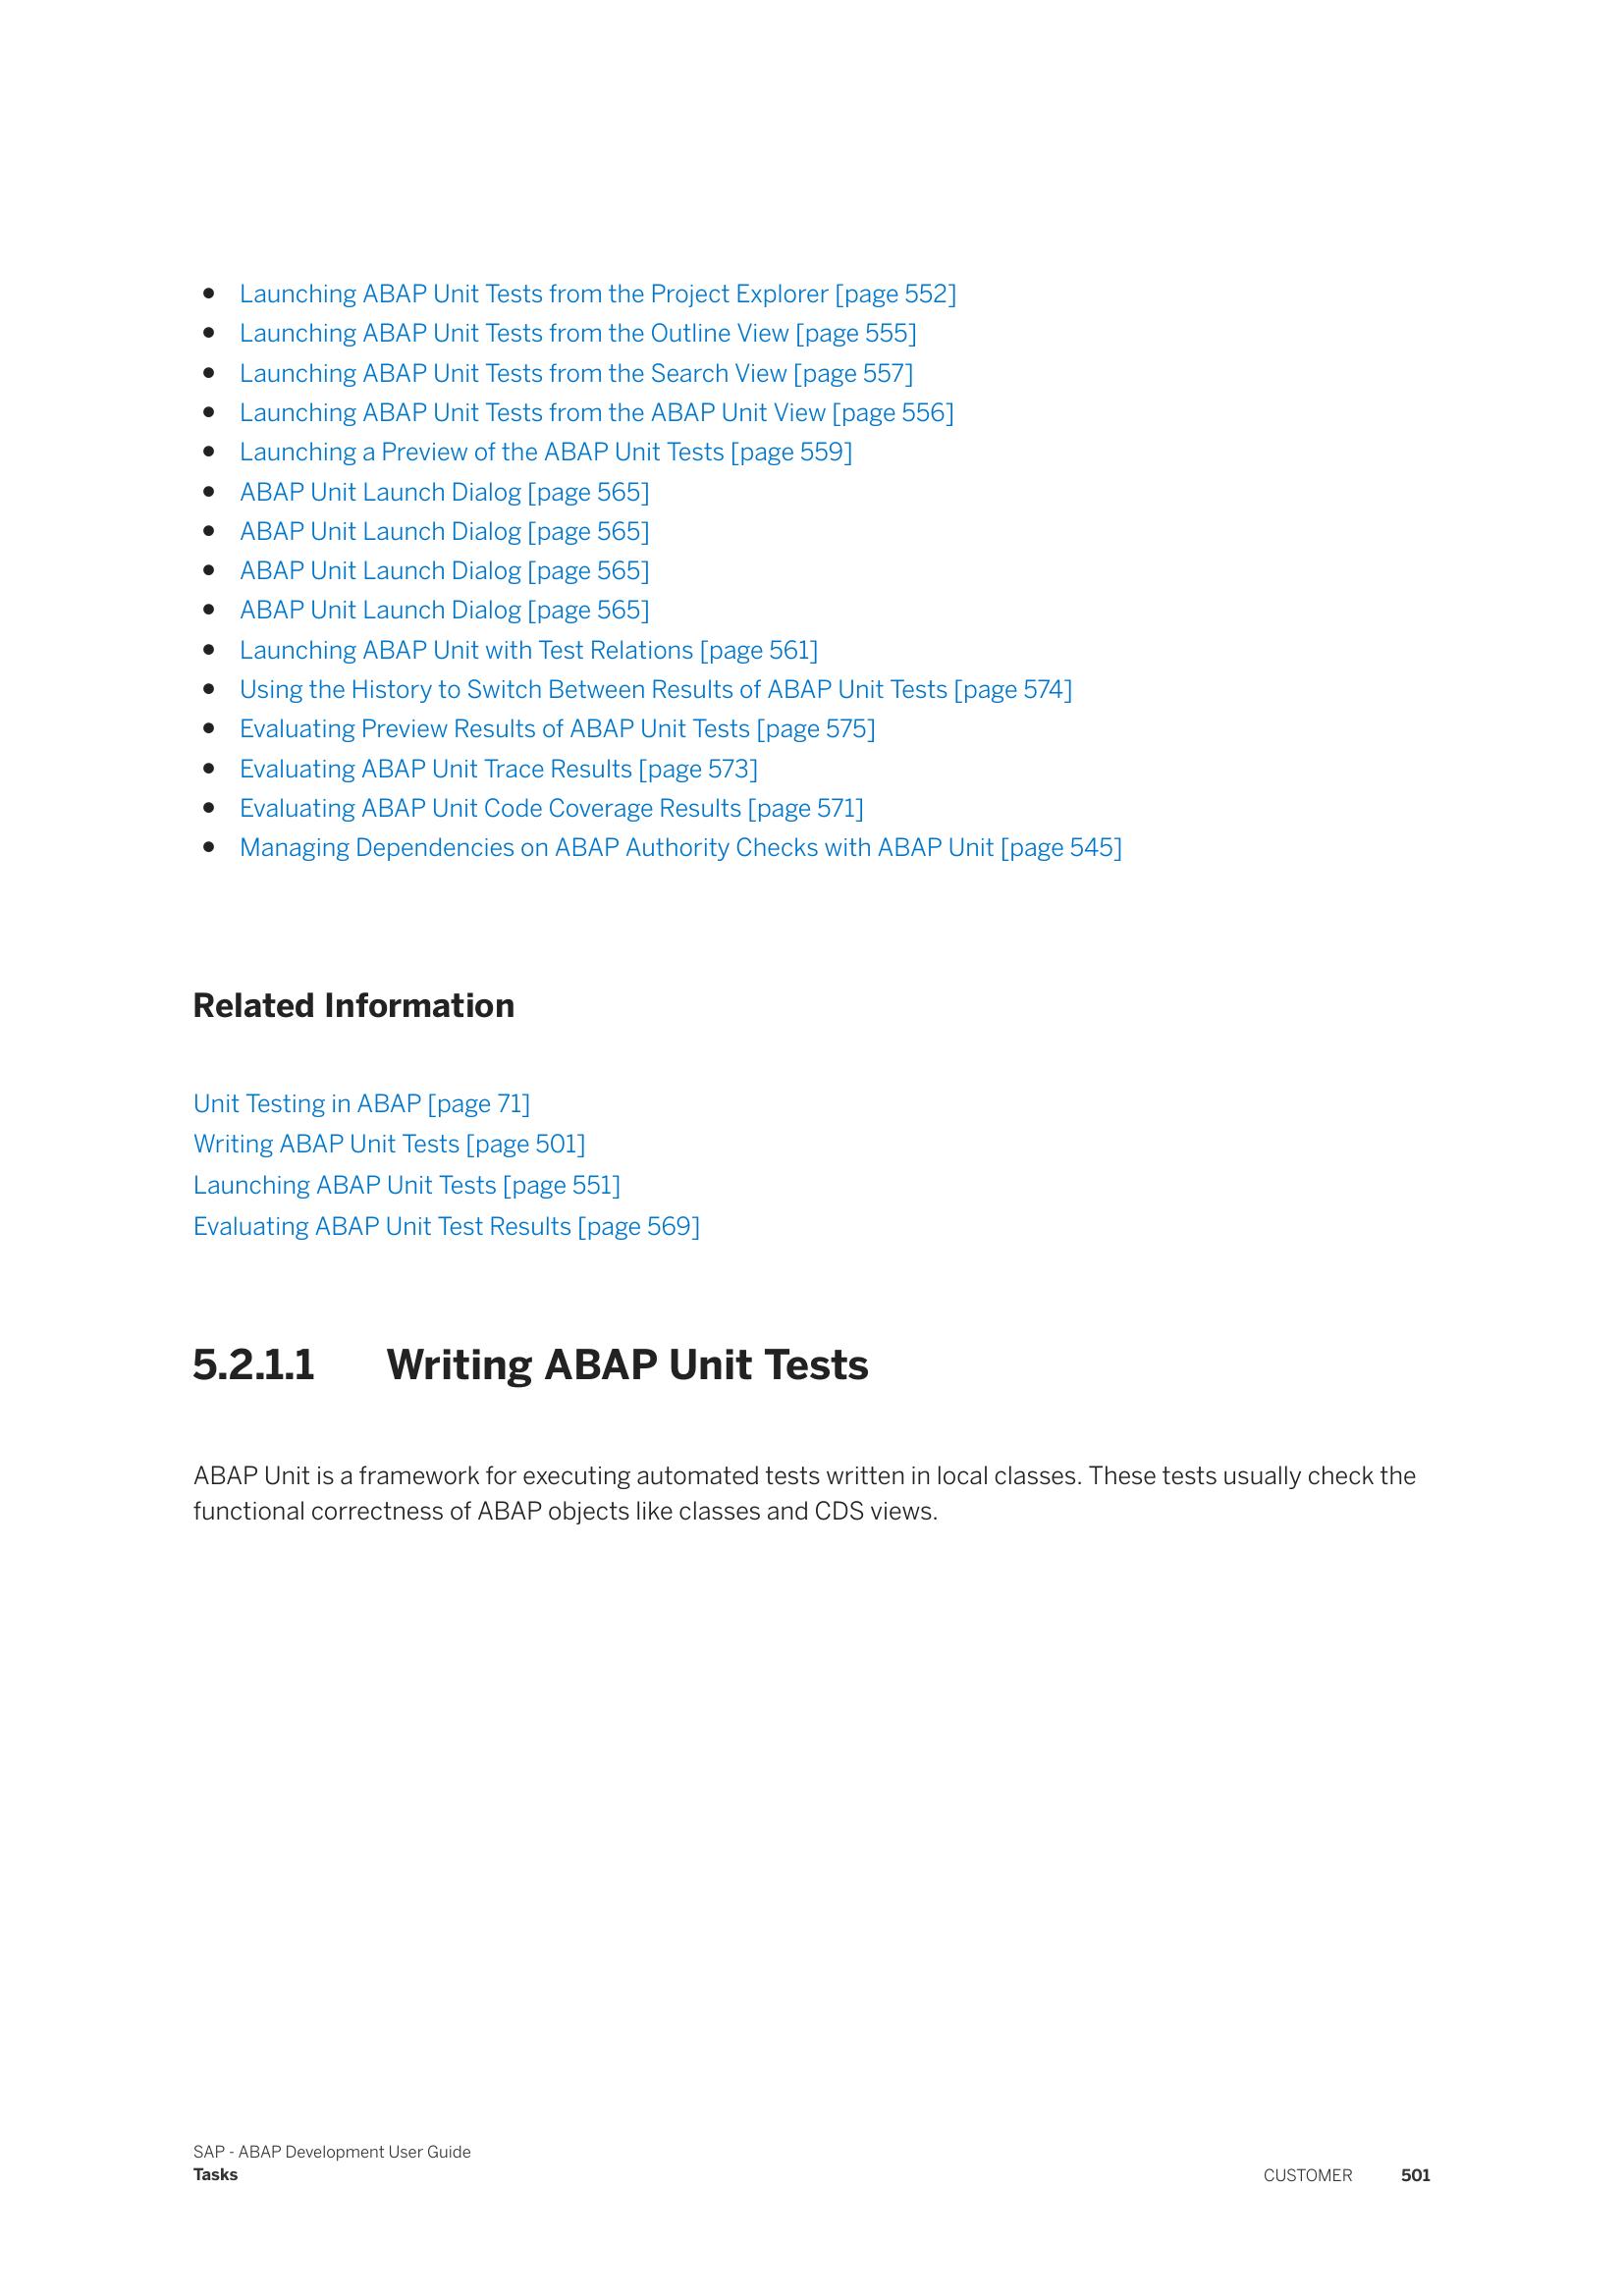 • Launching ABAP Unit Tests from the Project Explorer [page 552]
• Launching ABAP Unit Tests from the Outline View [page 555]
• Launching ABAP Unit Tests from the Search View [page 557]
• Launching ABAP Unit Tests from the ABAP Unit View [page 556]
• Launching a Preview of the ABAP Unit Tests [page 559]
• ABAP Unit Launch Dialog [page 565]
• ABAP Unit Launch Dialog [page 565]
• ABAP Unit Launch Dialog [page 565]
• ABAP Unit Launch Dialog [page 565]
• Launching ABAP Unit with Test Relations [page 561]
• Using the History to Switch Between Results of ABAP Unit Tests [page 574]
• Evaluating Preview Results of ABAP Unit Tests [page 575]
• Evaluating ABAP Unit Trace Results [page 573]
• Evaluating ABAP Unit Code Coverage Results [page 571]
• Managing Dependencies on ABAP Authority Checks with ABAP Unit [page 545]
Related Information
Unit Testing in ABAP [page 71]
Writing ABAP Unit Tests [page 501]
Launching ABAP Unit Tests [page 551]
Evaluating ABAP Unit Test Results [page 569]
5.2.1.1 Writing ABAP Unit Tests
ABAP Unit is a framework for executing automated tests written in local classes. These tests usually check the
functional correctness of ABAP objects like classes and CDS views.
SAP - ABAP Development User Guide
Tasks
CUSTOMER 501